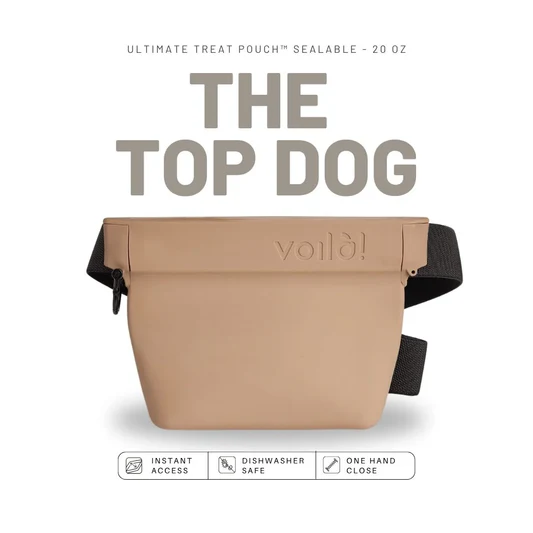 ULTIMATE TREAT POUCH™ SEALABLE - 20 OZ
THE
TOP DOG
voilà!
INSTANT
ACCESS
DISHWASHER
SAFE
ONE HAND
CLOSE